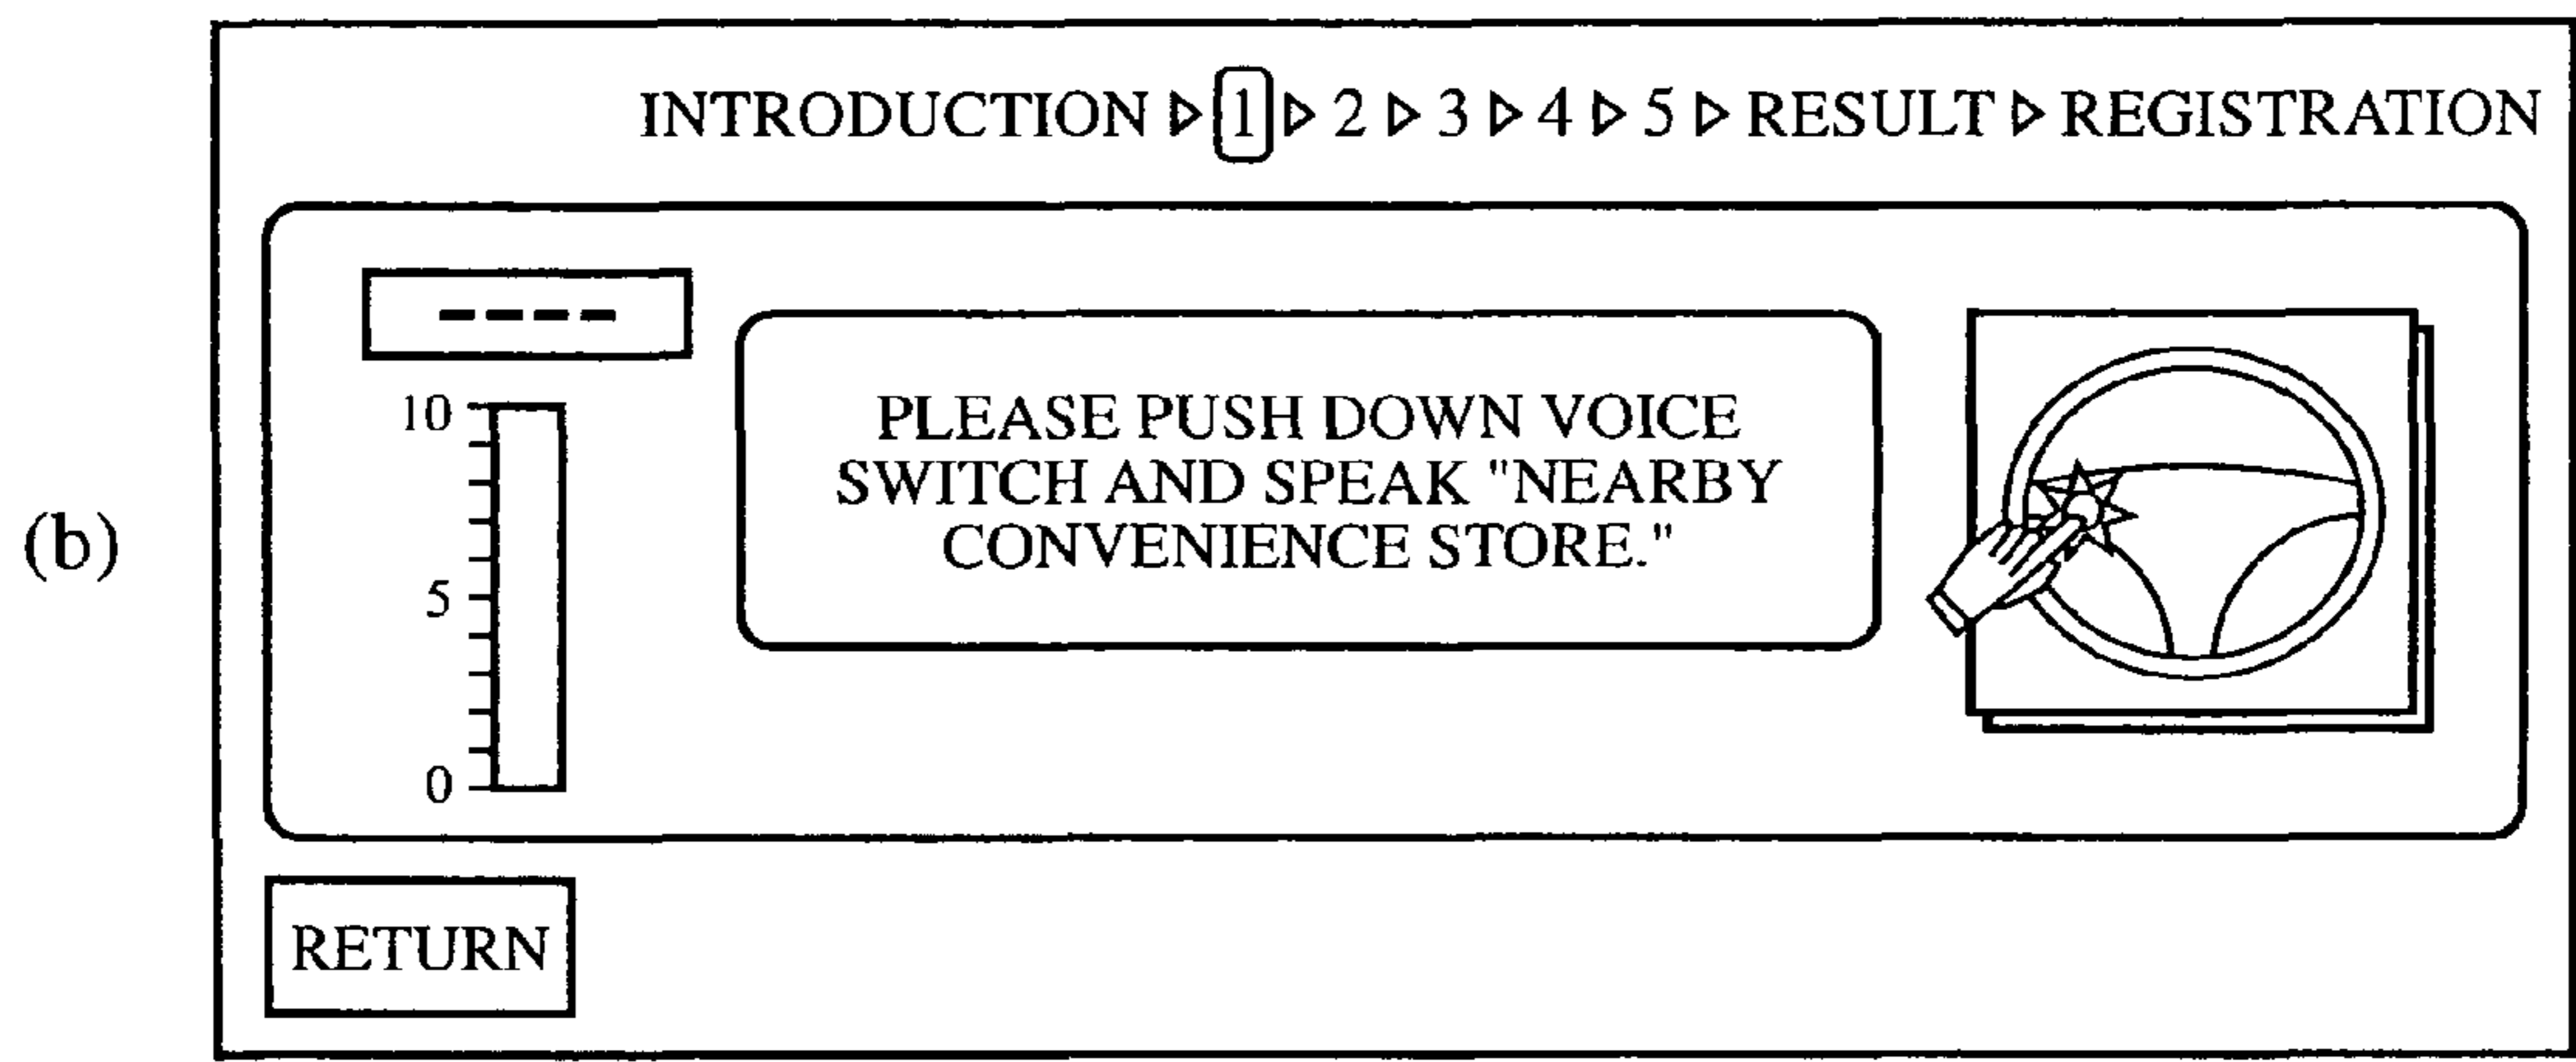 INTRODUCTION ▷ 1 ▷ 2 ▷ 3 ▷ 4 ▷ 5 ▷ RESULT ▷ REGISTRATION
----
10
5
0
PLEASE PUSH DOWN VOICE
SWITCH AND SPEAK "NEARBY
CONVENIENCE STORE."
(b)
RETURN